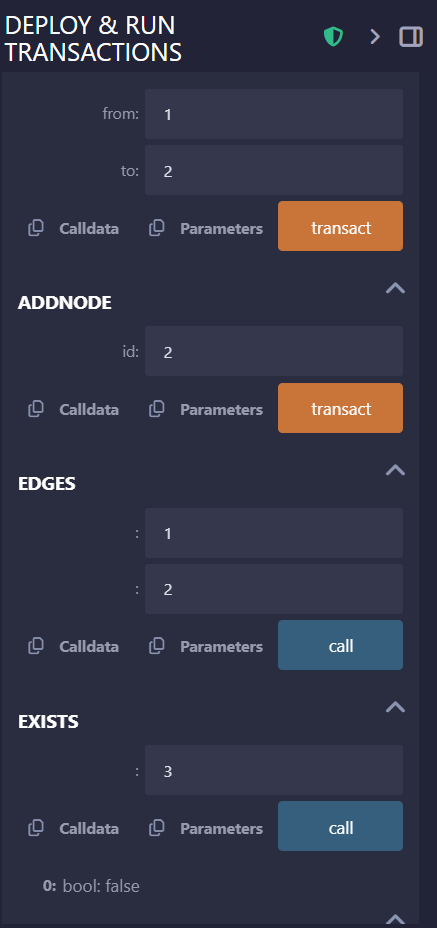 DEPLOY & RUN
TRANSACTIONS
from: 1
to: 2
Calldata Parameters transact
ADDNODE
id: 2
Calldata Parameters transact
EDGES
: 1
: 2
Calldata Parameters call
EXISTS
: 3
Calldata Parameters call
0: bool: false